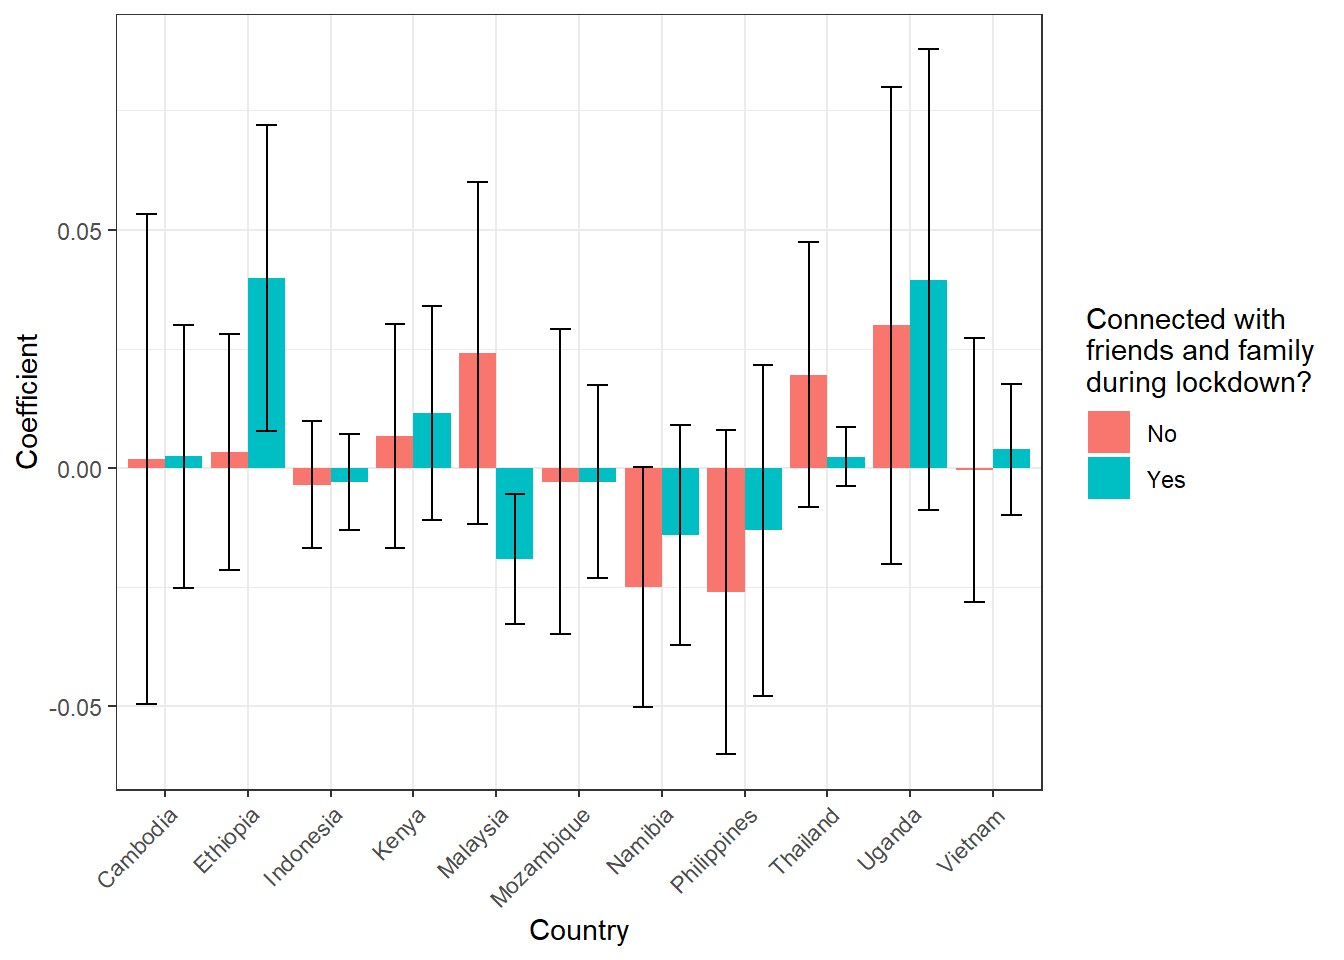 0.05
0.00
-0.05
Coefficient
Cambodia
Ethiopia
Indonesia
Kenya
Malaysia
Mozambique
Namibia
Philippines
Thailand
Uganda
Vietnam
Country
Connected with
friends and family
during lockdown?
No
Yes